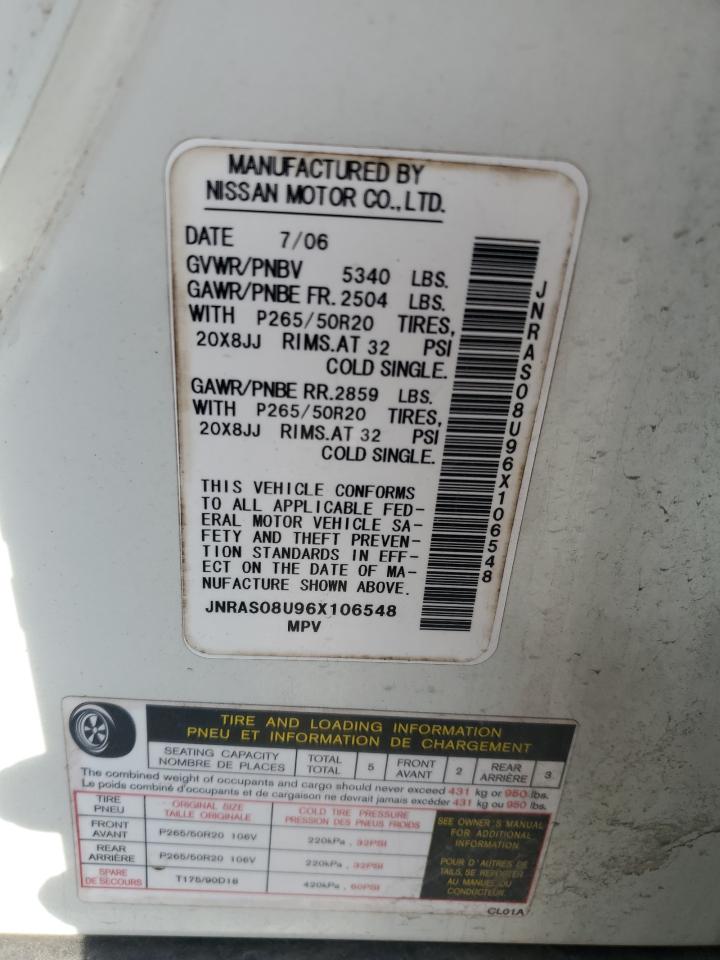 MANUFACTURED BY
NISSAN MOTOR CO.,LTD.
DATE 7/06
GVWR/PNBV 5340 LBS.
GAWR/PNBE FR. 2504 LBS.
WITH P265/50R20 TIRES,
20X8JJ RIMS.AT 32 PSI
COLD SINGLE.
GAWR/PNBE RR. 2859 LBS.
WITH P265/50R20 TIRES,
20X8JJ RIMS.AT 32 PSI
COLD SINGLE.
THIS VEHICLE CONFORMS
TO ALL APPLICABLE FED-
ERAL MOTOR VEHICLE SA-
FETY AND THEFT PREVEN-
TION STANDARDS IN EFF-
ECT ON THE DATE OF MA-
NUFACTURE SHOWN ABOVE.
JNRAS08U96X106548
MPV
JNRAS08U96X106548
TIRE AND LOADING INFORMATION
PNEU ET INFORMATION DE CHARGEMENT
SEATING CAPACITY TOTAL 5 FRONT 2 REAR 3
NOMBRE DE PLACES TOTAL AVANT ARRIÈRE
The combined weight of occupants and cargo should never exceed 431 kg or 950 lbs.
Le poids combiné d'occupants et de cargaison ne devrait jamais excéder 431 kg ou 950 lbs.
TIRE ORIGINAL SIZE COLD TIRE PRESSURE
PNEU TAILLE ORIGINALE PRESSION DES PNEUS FROIDS
FRONT AVANT P265/50R20 106V 220kPa , 32PSI
REAR ARRIÈRE P265/50R20 106V 220kPa , 32PSI
SPARE DE SECOURS T175/90D18 420kPa , 60PSI
SEE OWNER'S MANUAL
FOR ADDITIONAL
INFORMATION
POUR D'AUTRES DE
AU MANUEL DU
CONDUCTEUR.
CL01A